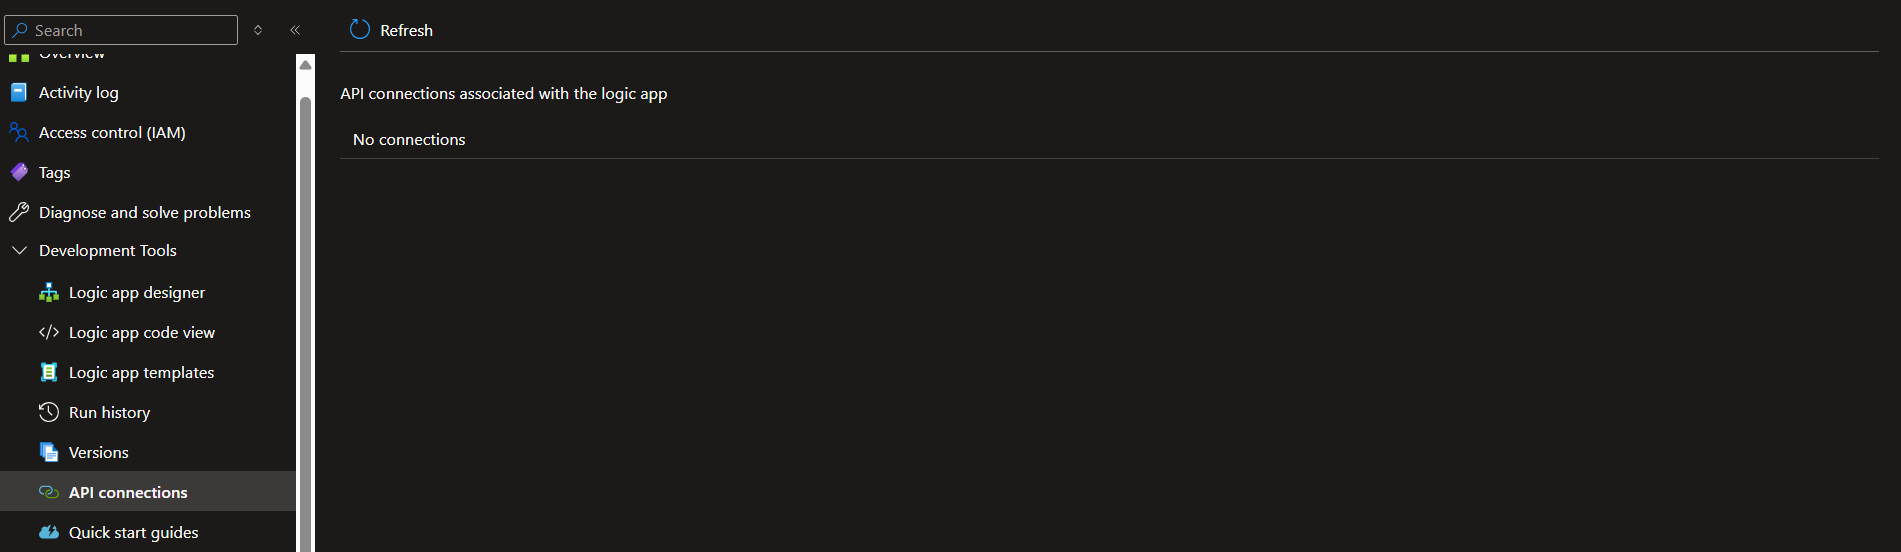 Search
Overview
Activity log
Access control (IAM)
Tags
Diagnose and solve problems
Development Tools
Logic app designer
Logic app code view
Logic app templates
Run history
Versions
API connections
Quick start guides
Refresh
API connections associated with the logic app
No connections